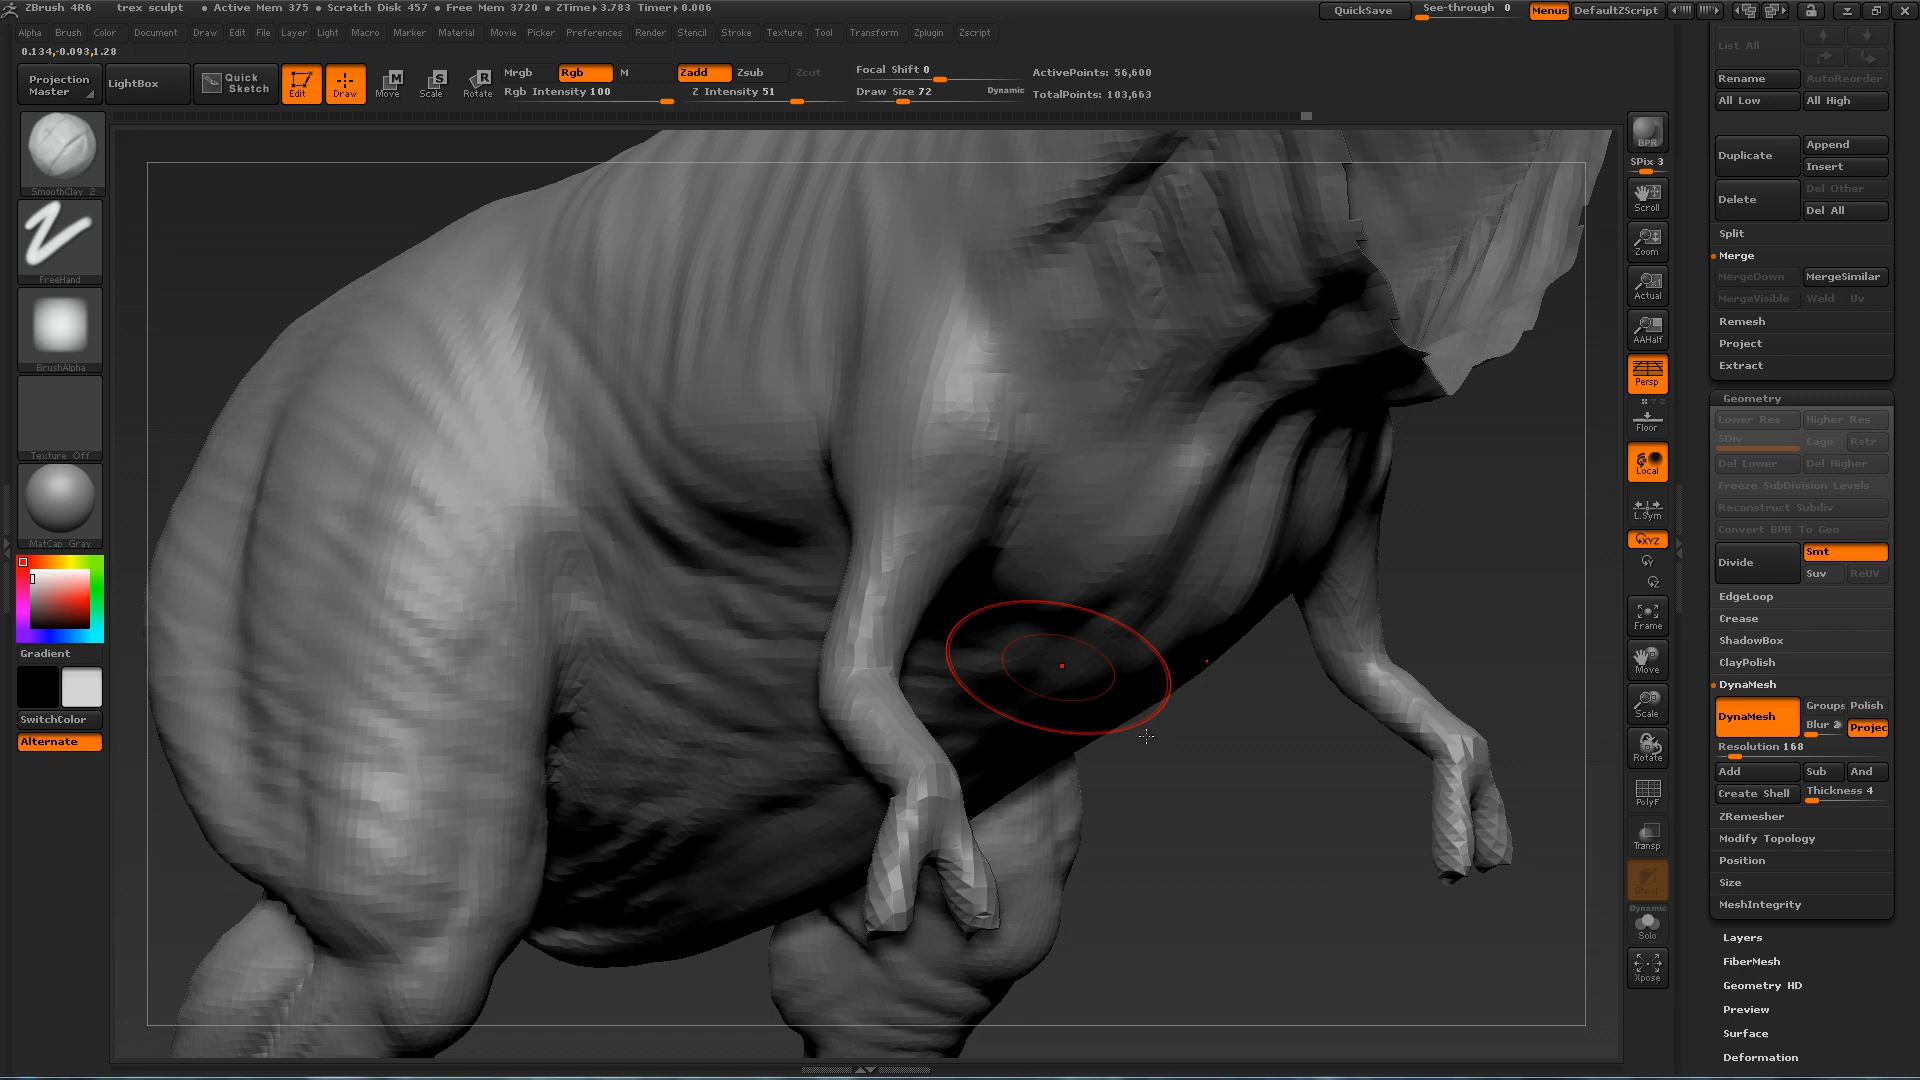 ZBrush 4R6 trex sculpt • Active Mem 375 • Scratch Disk 457 • Free Mem 3720 • ZTime▸3.783 Timer▸0.006
QuickSave See-through 0 Menus DefaultZScript
Alpha Brush Color Document Draw Edit File Layer Light Macro Marker Material Movie Picker Preferences Render Stencil Stroke Texture Tool Transform Zplugin Zscript
0.134,-0.093,1.28
Projection Master
LightBox
Quick Sketch
Edit
Draw
Move
Scale
Rotate
Mrgb Rgb M Zadd Zsub Zcut
Rgb Intensity 100 Z Intensity 51
Focal Shift 0
Draw Size 72 Dynamic
ActivePoints: 56,600
TotalPoints: 103,663
SmoothClay_2
FreeHand
BrushAlpha
Texture Off
MatCap Gray
Gradient
SwitchColor
Alternate
BPR
SPix 3
Scroll
Zoom
Actual
AAHalf
Persp
Floor
Local
L.Sym
XYZ
Y
Z
Frame
Move
Scale
Rotate
PolyF
Transp
Ghost
Dynamic
Solo
Xpose
List All
Rename AutoReorder
All Low All High
Duplicate Append
Insert
Delete Del Other
Del All
Split
Merge
MergeDown MergeSimilar
MergeVisible Weld Uv
Remesh
Project
Extract
Geometry
Lower Res Higher Res
SDiv Cage Rstr
Del Lower Del Higher
Freeze SubDivision Levels
Reconstruct Subdiv
Convert BPR To Geo
Divide Smt
Suv ReUV
EdgeLoop
Crease
ShadowBox
ClayPolish
DynaMesh
DynaMesh Groups Polish
Blur 2 Projec
Resolution 168
Add Sub And
Create Shell Thickness 4
ZRemesher
Modify Topology
Position
Size
MeshIntegrity
Layers
FiberMesh
Geometry HD
Preview
Surface
Deformation